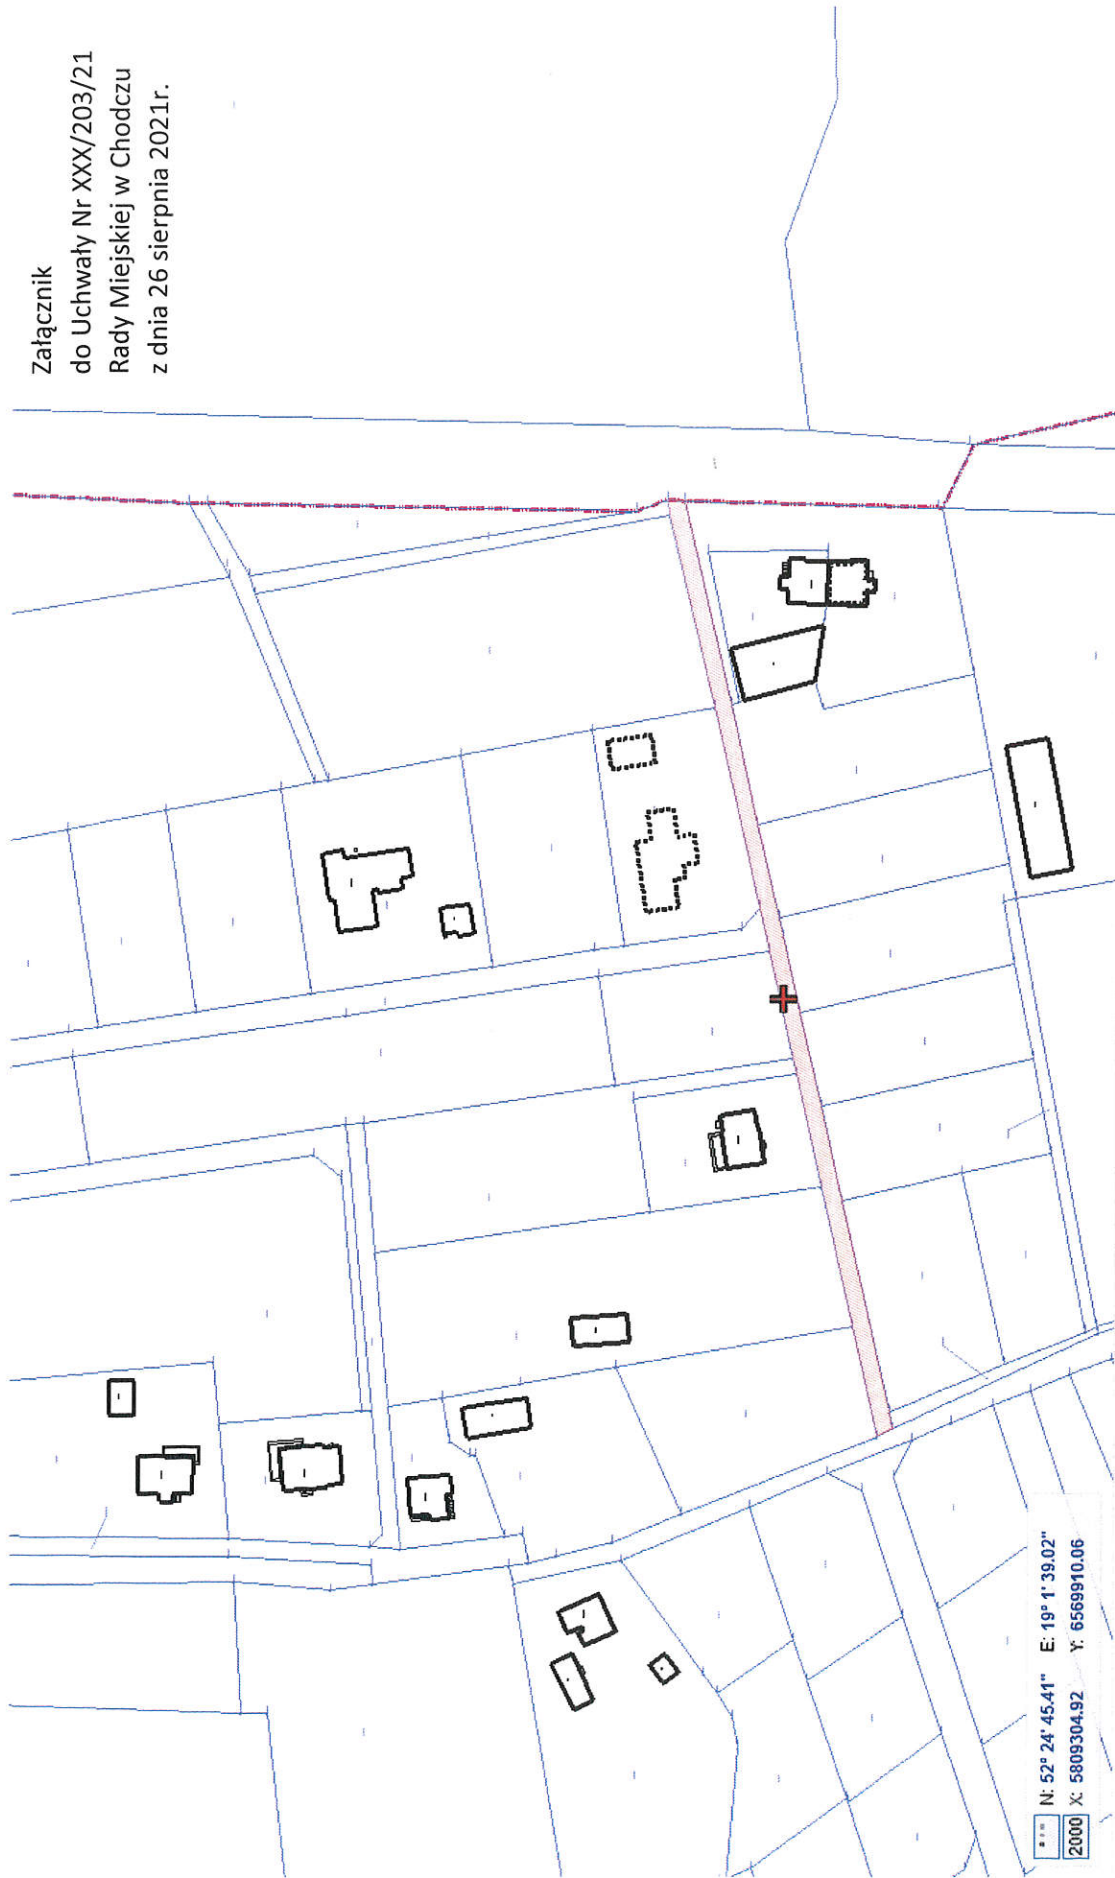 Załącznik
do Uchwały Nr XXX/203/21
Rady Miejskiej w Chodczu
z dnia 26 sierpnia 2021r.
N: 52° 24' 45.41" E: 19° 1' 39.02"
2000 X: 5809304.92 Y: 6569910.06